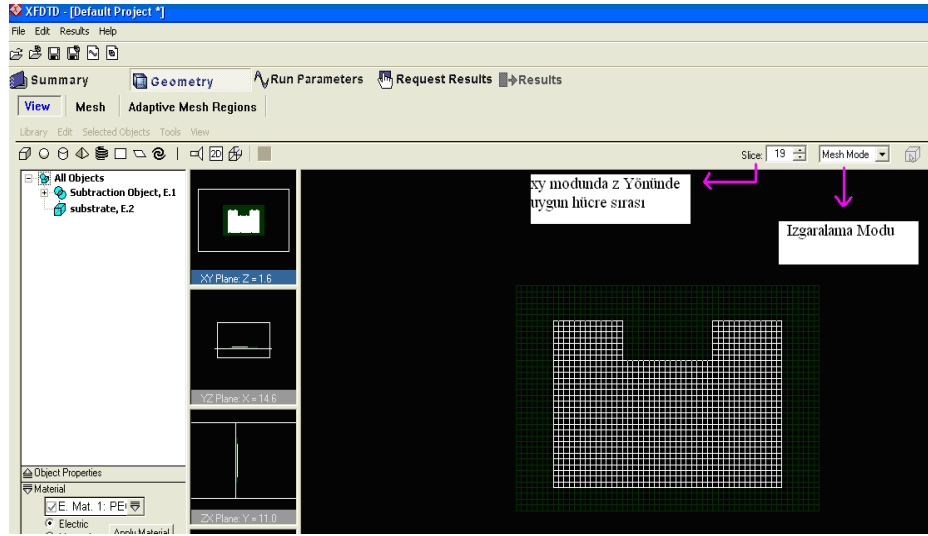 XFDTD - [Default Project *]
File Edit Results Help
Summary Geometry Run Parameters Request Results Results
View Mesh Adaptive Mesh Regions
Library Edit Selected Objects Tools View
2D Slice: 19 Mesh Mode
All Objects
Subtraction Object, E.1
substrate, E.2
xy modunda z Yönünde
uygun hücre sırası
Izgaralama Modu
XY Plane: Z = 1.6
YZ Plane: X = 14.6
ZX Plane: Y = 11.0
Object Properties
Material
E. Mat. 1: PE
Electric
Apply Material